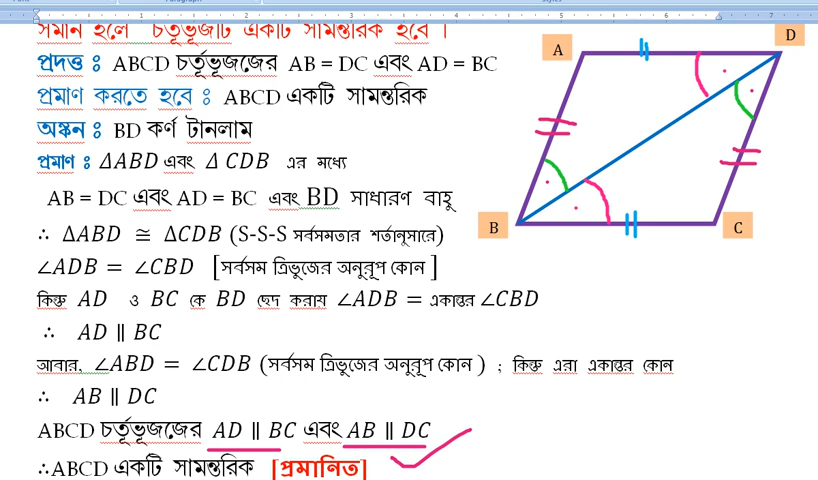 সমান হলে চতুর্ভূজটি একটি সামন্তরিক হবে ।
প্রদত্ত : ABCD চর্তূভূজজের AB = DC এবং AD = BC
প্রমাণ করতে হবে : ABCD একটি সামন্তরিক
অঙ্কন : BD কর্ণ টানলাম
প্রমাণ : ΔABD এবং Δ CDB এর মধ্যে
AB = DC এবং AD = BC এবং BD সাধারণ বাহু
∴ ΔABD ≅ ΔCDB (S-S-S সর্বসমতার শর্তানুসারে)
∠ADB = ∠CBD [সর্বসম ত্রিভুজের অনুরূপ কোন ]
কিন্তু AD ও BC কে BD ছেদ করায় ∠ADB = একান্তর ∠CBD
∴ AD ∥ BC
আবার, ∠ABD = ∠CDB (সর্বসম ত্রিভুজের অনুরূপ কোন ) ; কিন্তু এরা একান্তর কোন
∴ AB ∥ DC
ABCD চর্তূভূজজের AD ∥ BC এবং AB ∥ DC
∴ABCD একটি সামন্তরিক [প্রমানিত]
A
D
B
C